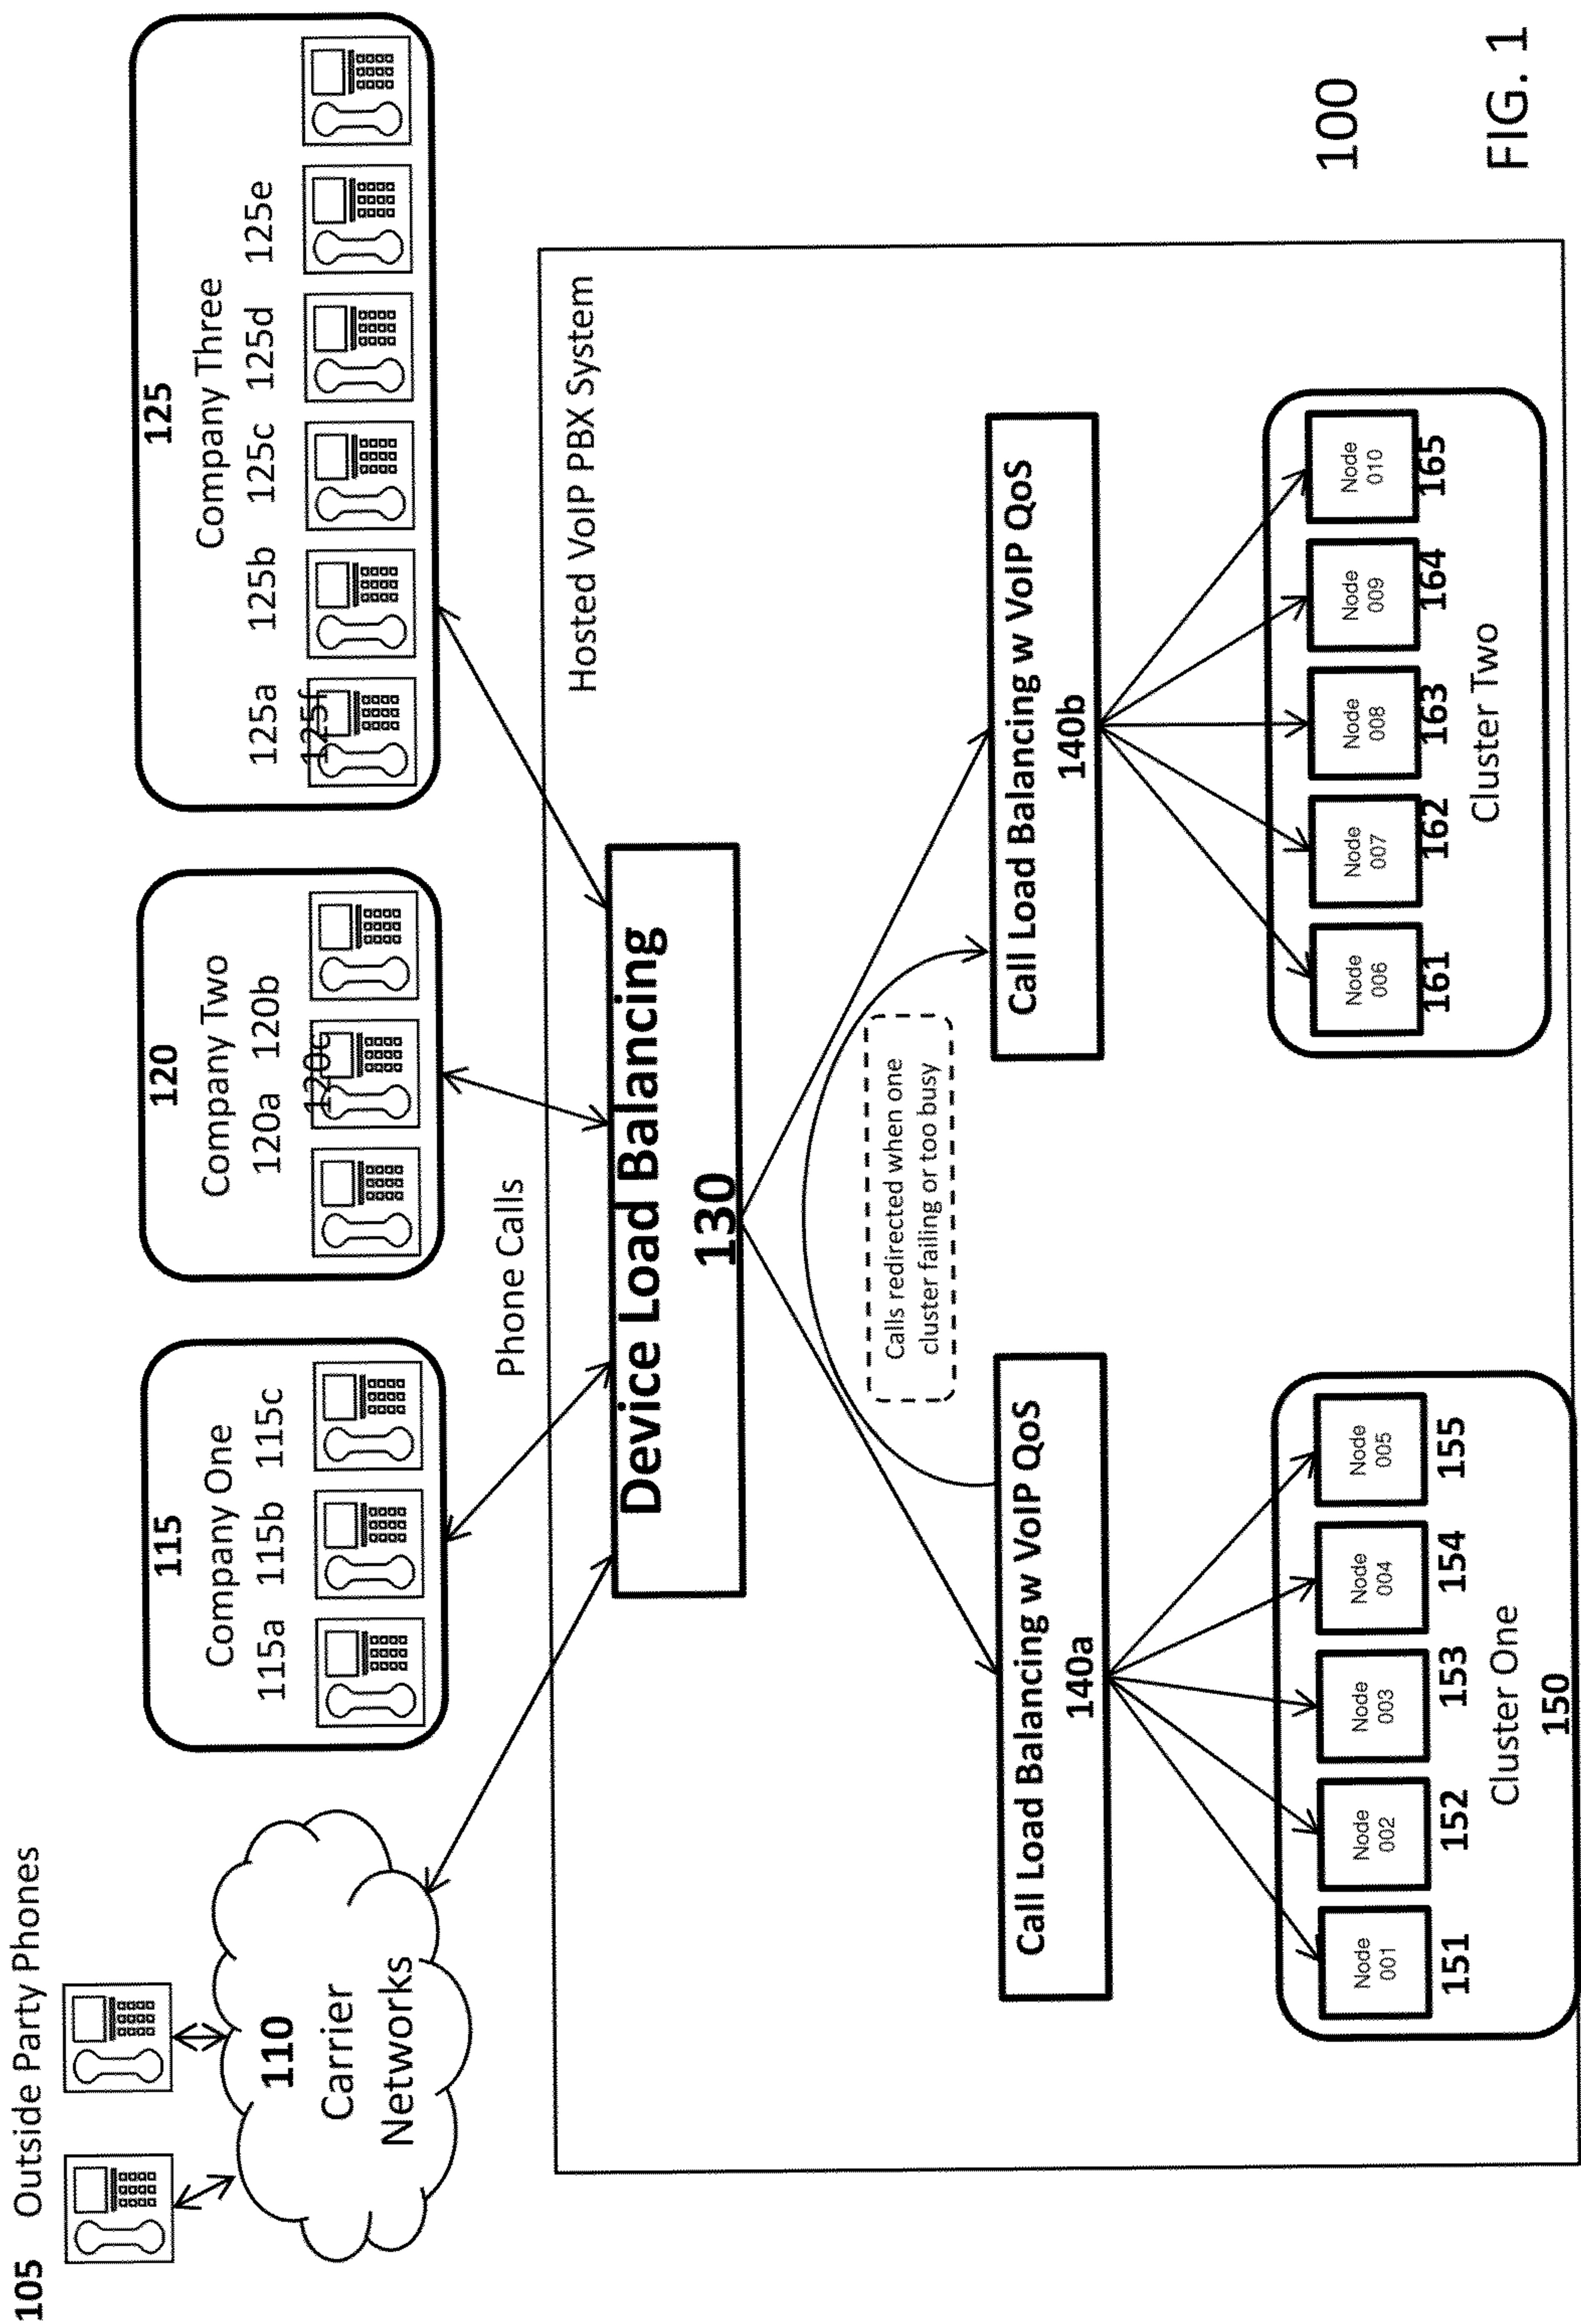 105 Outside Party Phones
110
Carrier
Networks
115
Company One
115a 115b 115c
120
Company Two
120a 120b
120c
125
Company Three
125a 125b 125c 125d 125e
125f
Phone Calls
Hosted VoIP PBX System
Device Load Balancing
130
Calls redirected when one
cluster failing or too busy
Call Load Balancing w VoIP QoS
140a
Call Load Balancing w VoIP QoS
140b
Node
001
Node
002
Node
003
Node
004
Node
005
151 152 153 154 155
Cluster One
150
Node
006
Node
007
Node
008
Node
009
Node
010
161 162 163 164 165
Cluster Two
100
FIG. 1